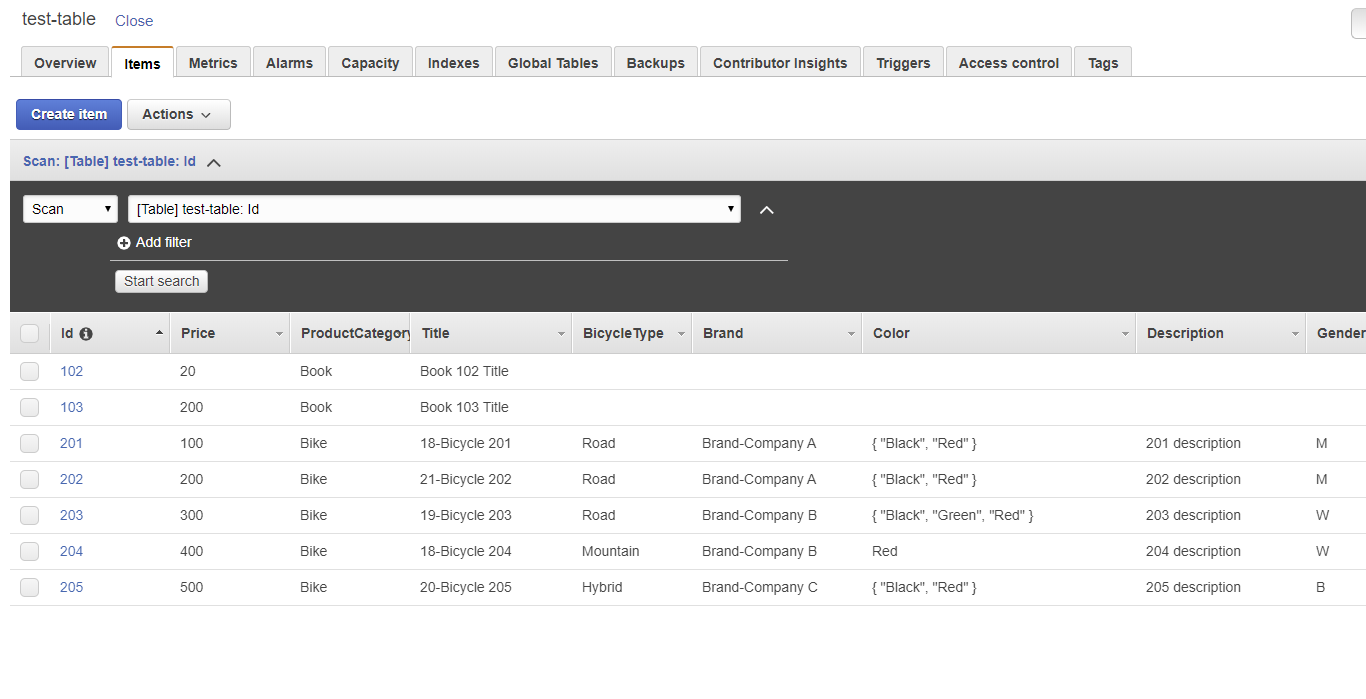 test-table Close
Overview Items Metrics Alarms Capacity Indexes Global Tables Backups Contributor Insights Triggers Access control Tags
Create item Actions
Scan: [Table] test-table: Id
Scan [Table] test-table: Id
Add filter
Start search
Id Price ProductCategory Title BicycleType Brand Color Description Gender
102 20 Book Book 102 Title
103 200 Book Book 103 Title
201 100 Bike 18-Bicycle 201 Road Brand-Company A { "Black", "Red" } 201 description M
202 200 Bike 21-Bicycle 202 Road Brand-Company A { "Black", "Red" } 202 description M
203 300 Bike 19-Bicycle 203 Road Brand-Company B { "Black", "Green", "Red" } 203 description W
204 400 Bike 18-Bicycle 204 Mountain Brand-Company B Red 204 description W
205 500 Bike 20-Bicycle 205 Hybrid Brand-Company C { "Black", "Red" } 205 description B